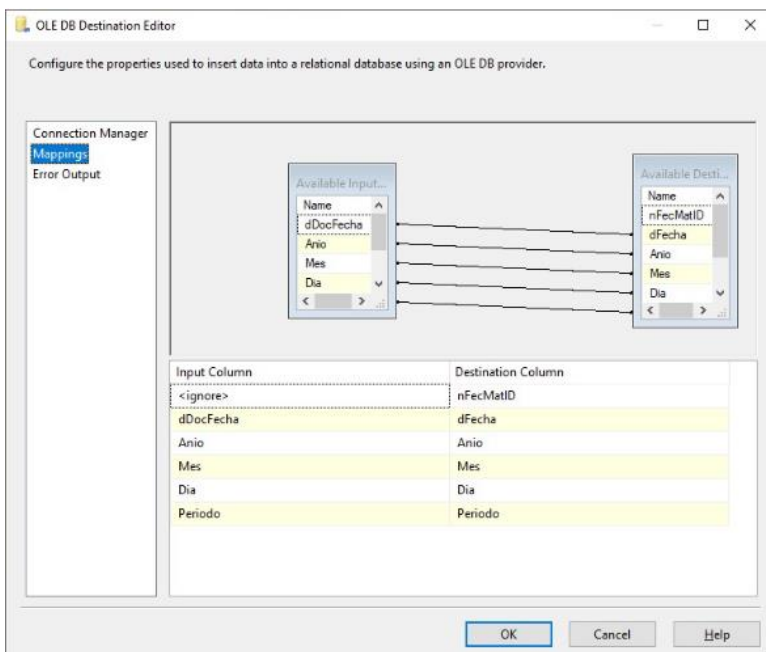 OLE DB Destination Editor
Configure the properties used to insert data into a relational database using an OLE DB provider.
Connection Manager
Mappings
Error Output
Available Input...
Name
dDocFecha
Anio
Mes
Dia
Available Desti...
Name
nFecMatID
dFecha
Anio
Mes
Dia
Input Column Destination Column
<ignore> nFecMatID
dDocFecha dFecha
Anio Anio
Mes Mes
Dia Dia
Periodo Periodo
OK Cancel Help